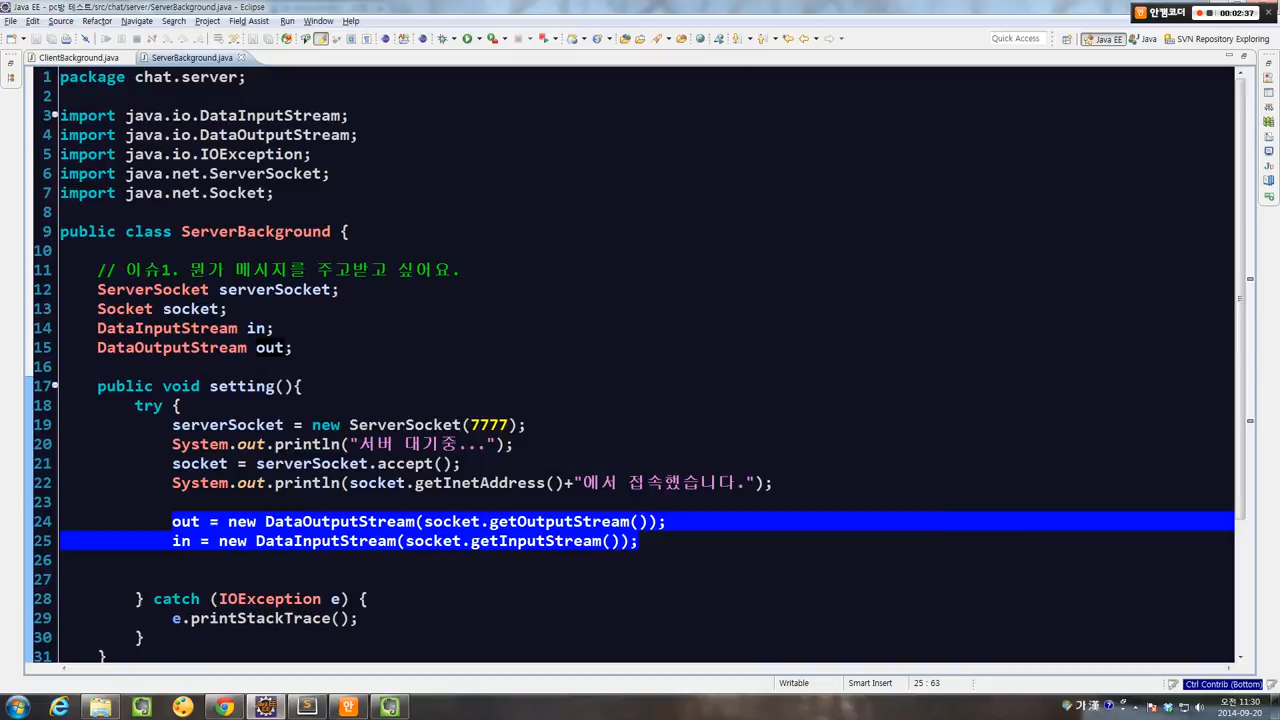 Java EE - pc방 테스트/src/chat/server/ServerBackground.java - Eclipse
안캠코더 00:02:37
File Edit Source Refactor Navigate Search Project Field Assist Run Window Help
Quick Access Java EE Java SVN Repository Exploring
ClientBackground.java ServerBackground.java
1 package chat.server;
2
3 import java.io.DataInputStream;
4 import java.io.DataOutputStream;
5 import java.io.IOException;
6 import java.net.ServerSocket;
7 import java.net.Socket;
8
9 public class ServerBackground {
10
11 // 이슈1. 뭔가 메시지를 주고받고 싶어요.
12 ServerSocket serverSocket;
13 Socket socket;
14 DataInputStream in;
15 DataOutputStream out;
16
17 public void setting(){
18 try {
19 serverSocket = new ServerSocket(7777);
20 System.out.println("서버 대기중...");
21 socket = serverSocket.accept();
22 System.out.println(socket.getInetAddress()+"에서 접속했습니다.");
23
24 out = new DataOutputStream(socket.getOutputStream());
25 in = new DataInputStream(socket.getInputStream());
26
27
28 } catch (IOException e) {
29 e.printStackTrace();
30 }
31 }
Writable Smart Insert 25 : 63 Ctrl Contrib (Bottom)
가 漢 오전 11:30
2014-09-20